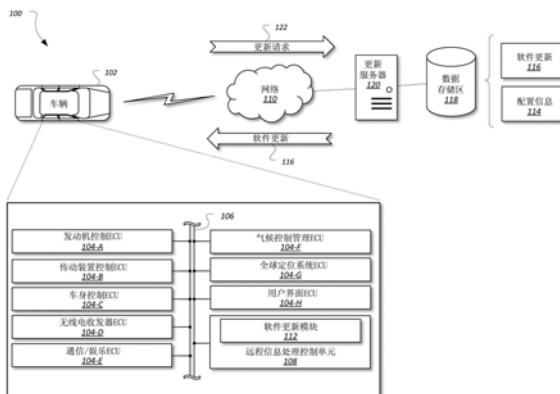 100
122
更新请求
102
车辆
网络
110
更新
服务器
120
数据
存储区
118
软件更新
116
配置信息
114
软件更新
116
106
发动机控制ECU
104-A
传动装置控制ECU
104-B
车身控制ECU
104-C
无线电收发器ECU
104-D
通信/娱乐ECU
104-E
气候控制管理ECU
104-F
全球定位系统ECU
104-G
用户界面ECU
104-H
软件更新模块
112
远程信息处理控制单元
108